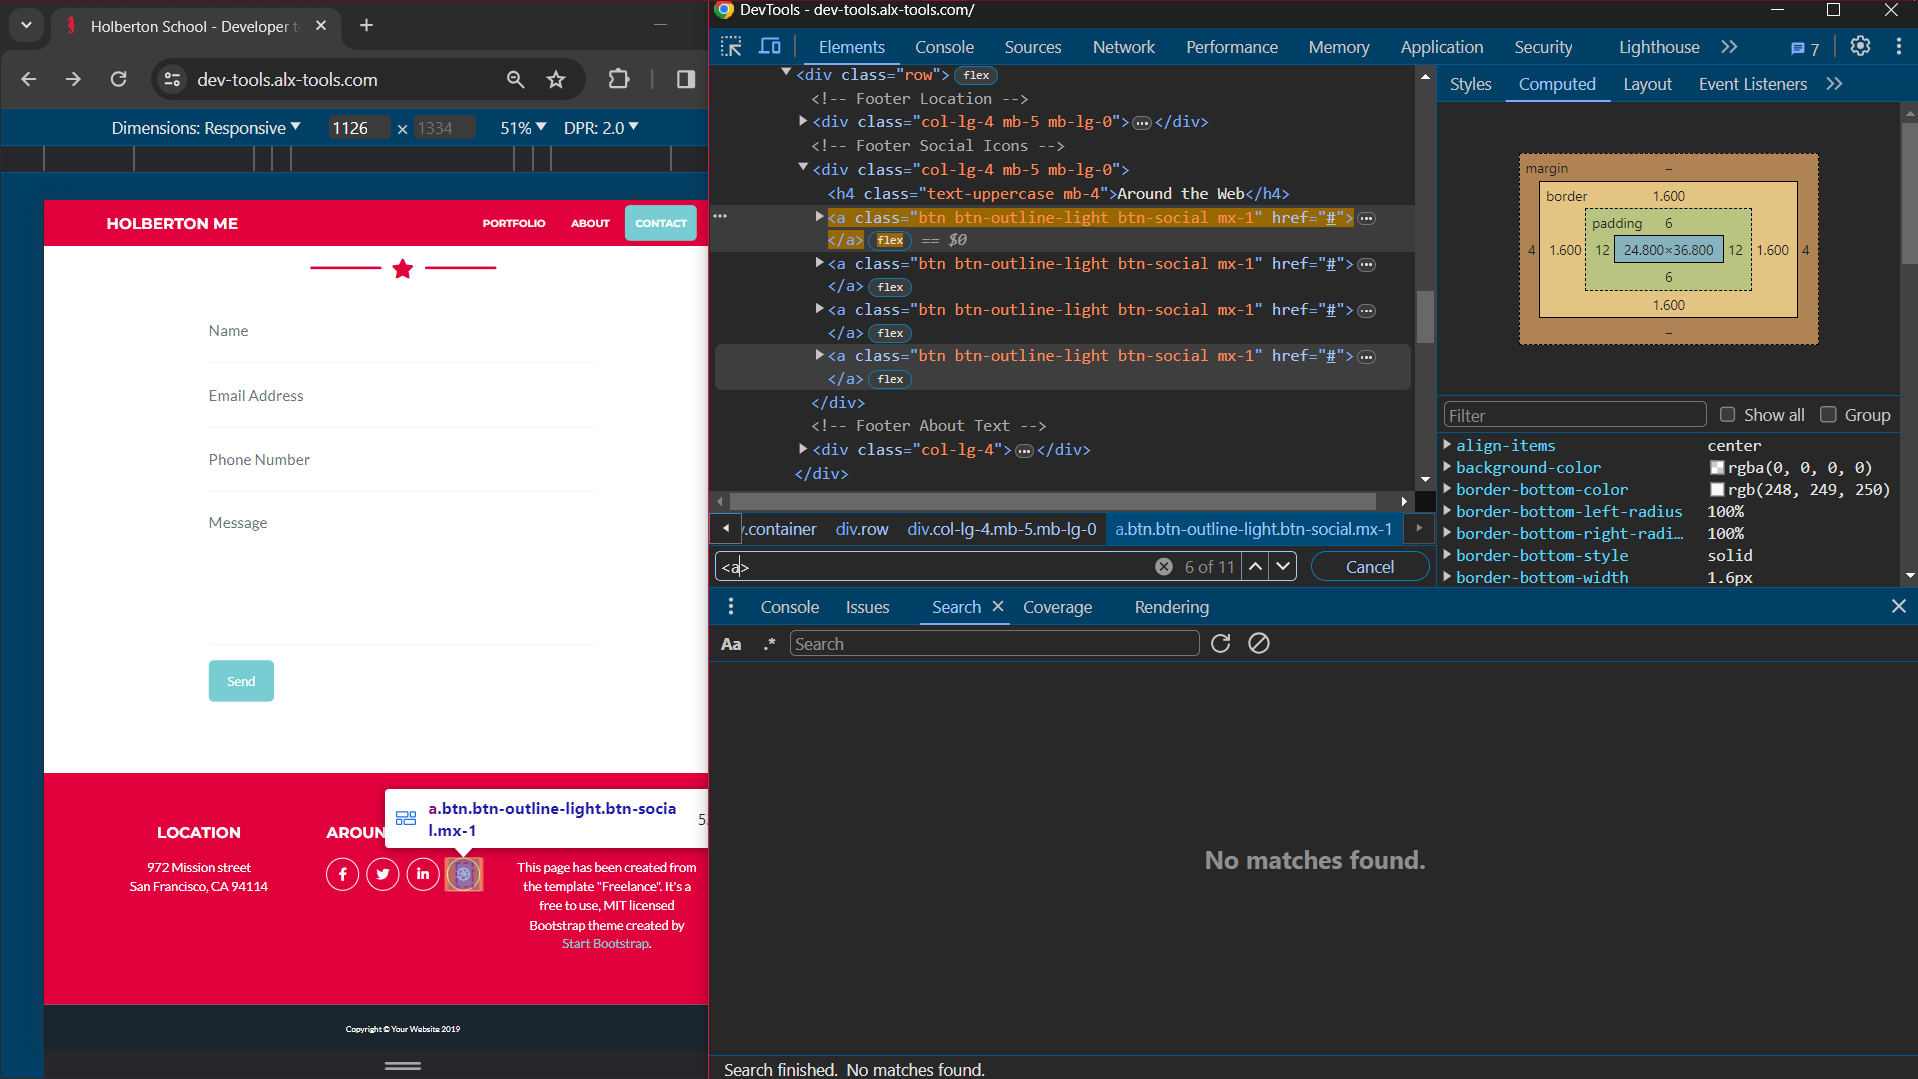 Holberton School - Developer t
dev-tools.alx-tools.com
Dimensions: Responsive 1126 × 1334 51% DPR: 2.0
HOLBERTON ME
PORTFOLIO ABOUT CONTACT
Name
Email Address
Phone Number
Message
Send
LOCATION
972 Mission street
San Francisco, CA 94114
AROUN
a.btn.btn-outline-light.btn-socia
l.mx-1
5.
This page has been created from
the template "Freelance". It's a
free to use, MIT licensed
Bootstrap theme created by
Start Bootstrap.
Copyright © Your Website 2019
DevTools - dev-tools.alx-tools.com/
Elements Console Sources Network Performance Memory Application Security Lighthouse 7
<div class="row"> flex
<!-- Footer Location -->
<div class="col-lg-4 mb-5 mb-lg-0"> … </div>
<!-- Footer Social Icons -->
<div class="col-lg-4 mb-5 mb-lg-0">
<h4 class="text-uppercase mb-4">Around the Web</h4>
<a class="btn btn-outline-light btn-social mx-1" href="#"> …
</a> flex == $0
<a class="btn btn-outline-light btn-social mx-1" href="#"> …
</a> flex
<a class="btn btn-outline-light btn-social mx-1" href="#"> …
</a> flex
<a class="btn btn-outline-light btn-social mx-1" href="#"> …
</a> flex
</div>
<!-- Footer About Text -->
<div class="col-lg-4"> … </div>
</div>
.container div.row div.col-lg-4.mb-5.mb-lg-0 a.btn.btn-outline-light.btn-social.mx-1
<a> 6 of 11 Cancel
Styles Computed Layout Event Listeners
margin –
border 1.600
padding 6
4 1.600 12 24.800×36.800 12 1.600 4
6
1.600
–
Filter Show all Group
align-items center
background-color rgba(0, 0, 0, 0)
border-bottom-color rgb(248, 249, 250)
border-bottom-left-radius 100%
border-bottom-right-radi… 100%
border-bottom-style solid
border-bottom-width 1.6px
Console Issues Search Coverage Rendering
Aa .* Search
No matches found.
Search finished. No matches found.